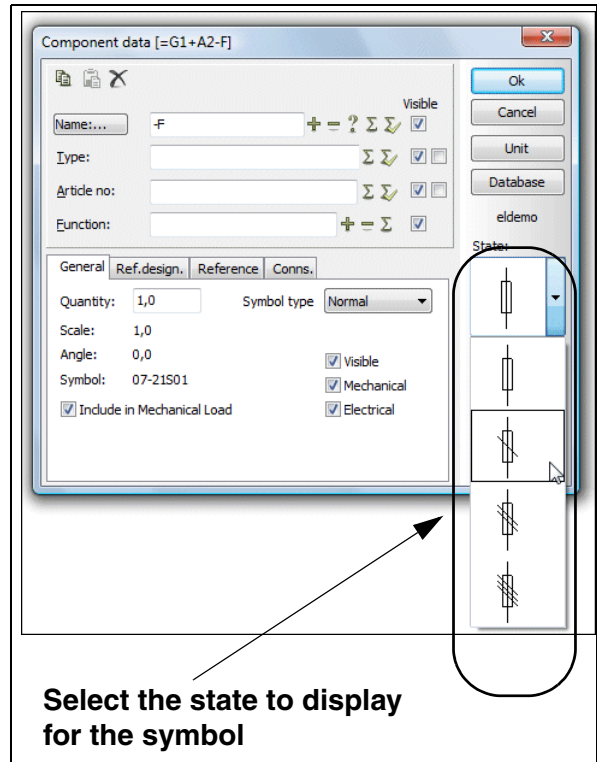 Component data [=G1+A2-F]
Visible
Name:... -F
Type:
Article no:
Function:
Ok
Cancel
Unit
Database
eldemo
State:
General Ref.design. Reference Conns.
Quantity: 1,0 Symbol type Normal
Scale: 1,0
Angle: 0,0 Visible
Symbol: 07-21S01 Mechanical
Include in Mechanical Load Electrical
Select the state to display
for the symbol